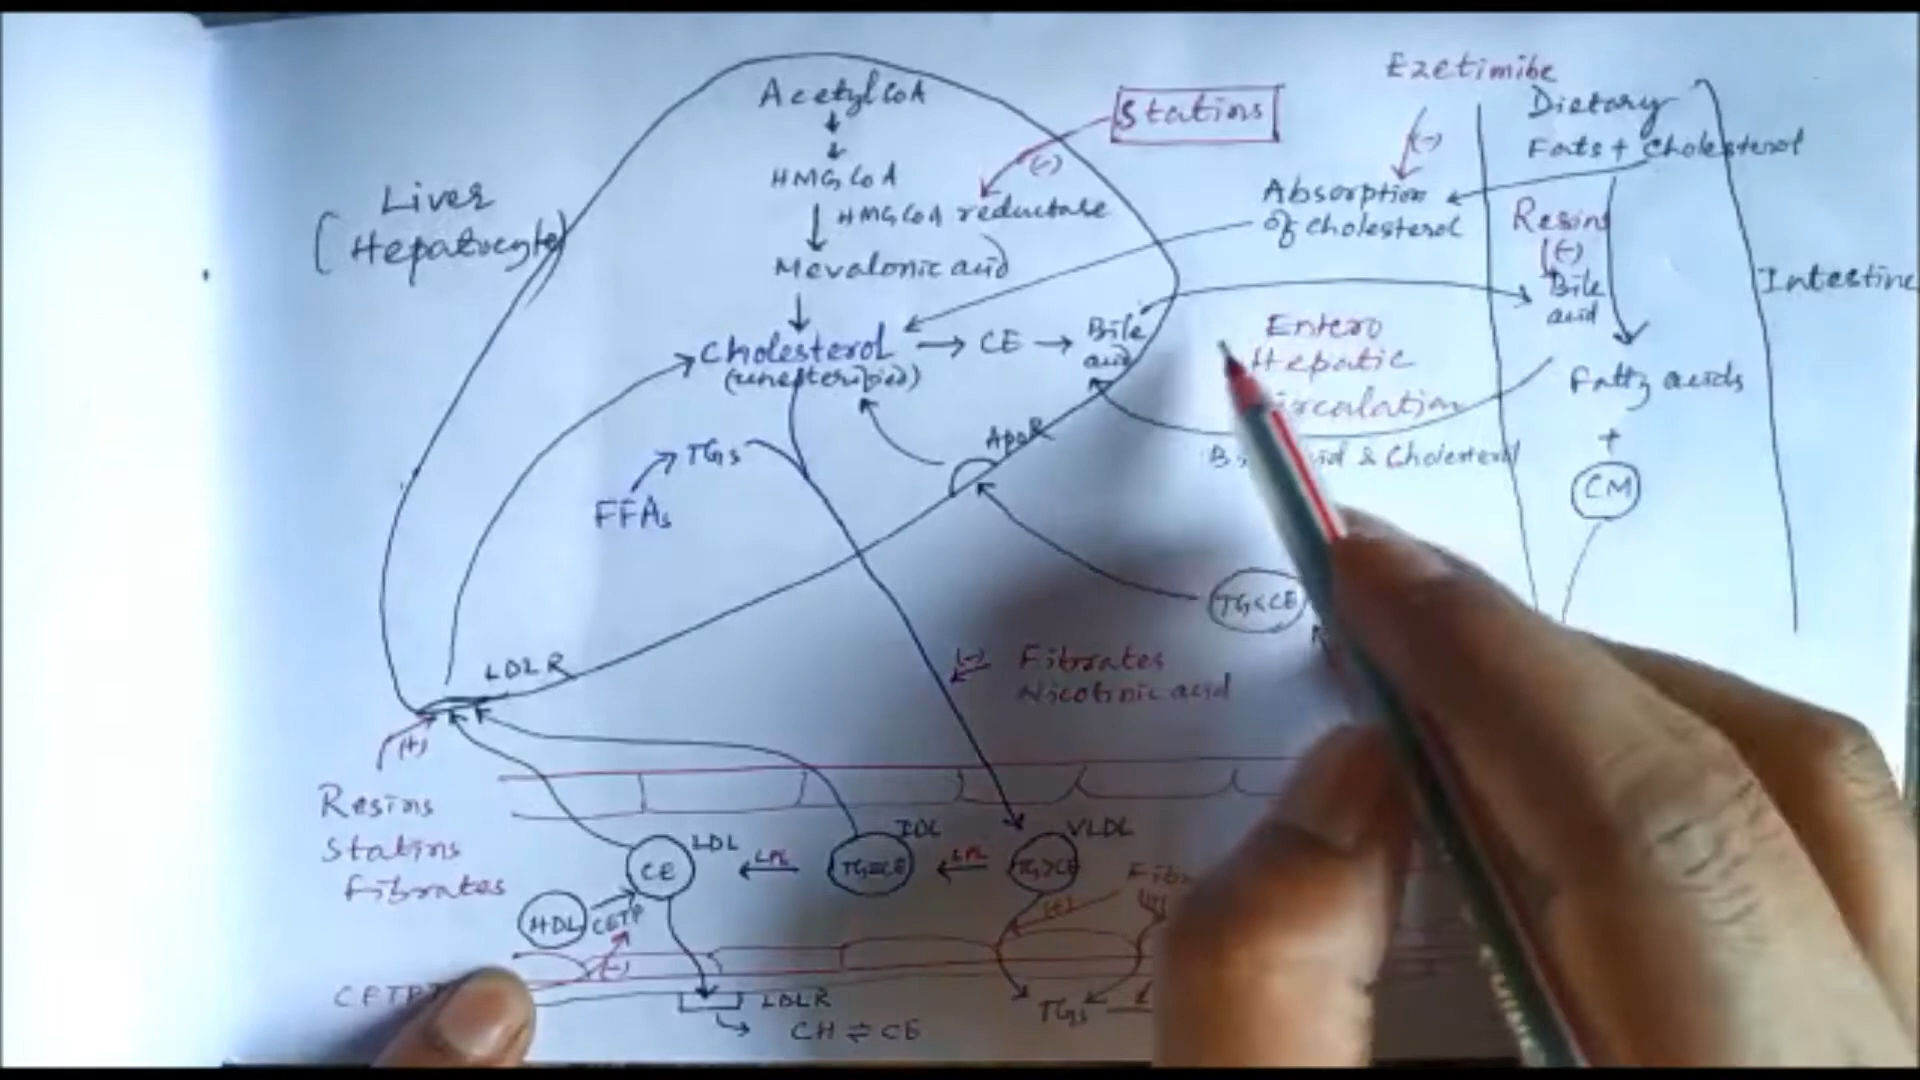 Ezetimibe
Acetyl CoA
Statins
Dietary
Fats + Cholesterol
(-)
(-)
HMG CoA
HMG CoA reductase
Absorption
of cholesterol
Liver
(Hepatocyte)
Resins
(-)
Mevalonic acid
Bile
acid
Intestine
Cholesterol
(unesterified)
CE
Bile
acid
Entero
Hepatic
Fatty acids
+
CM
& Cholesterol
ApoR
TGs
FFAs
TG<CE
LDLR
(-)
Fibrates
Nicotinic acid
(+)
Resins
Statins
Fibrates
LDL
CE
LPL
IDL
TG=CE
LPL
VLDL
TG>CE
(+)
HDL
CETP
(-)
LDLR
CH ⇌ CE
TGs